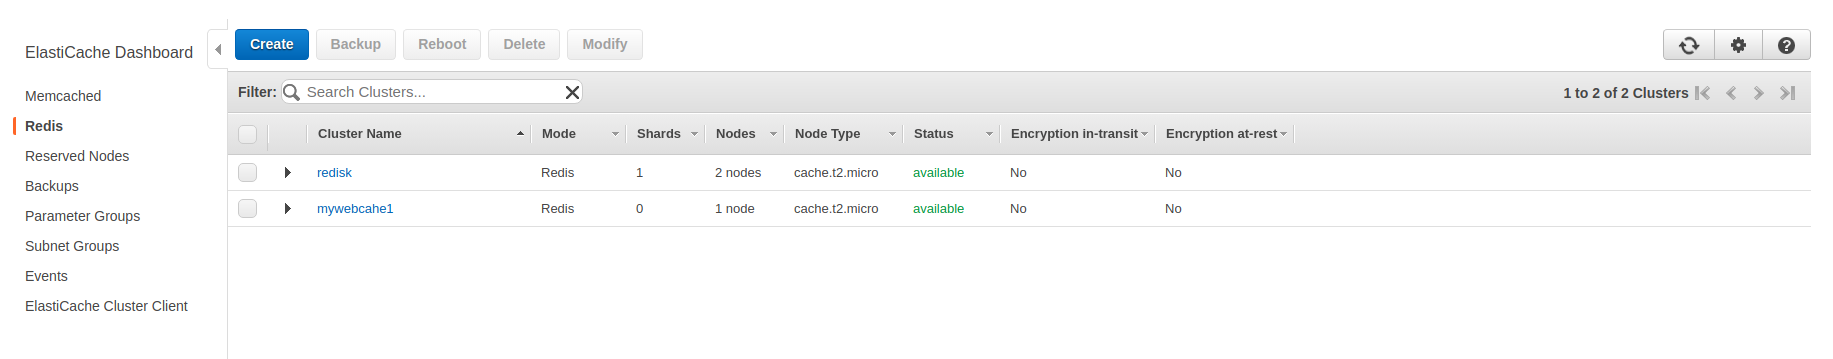 ElastiCache Dashboard
Memcached
Redis
Reserved Nodes
Backups
Parameter Groups
Subnet Groups
Events
ElastiCache Cluster Client
Create Backup Reboot Delete Modify
Filter: Search Clusters... 1 to 2 of 2 Clusters
Cluster Name Mode Shards Nodes Node Type Status Encryption in-transit Encryption at-rest
redisk Redis 1 2 nodes cache.t2.micro available No No
mywebcahe1 Redis 0 1 node cache.t2.micro available No No